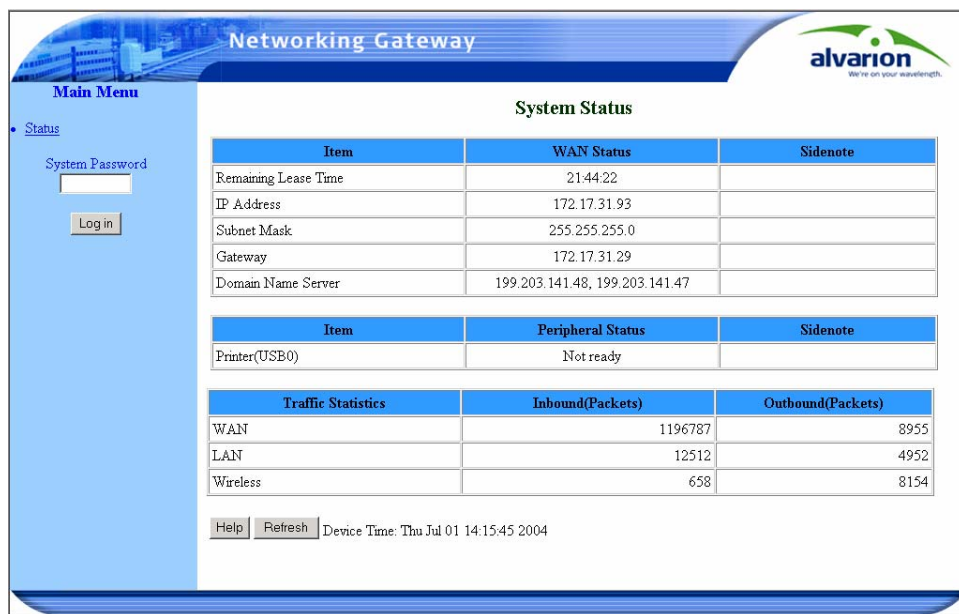 Networking Gateway
alvarion
We're on your wavelength.
Main Menu
Status
System Password
Log in
System Status
Item WAN Status Sidenote
Remaining Lease Time 21:44:22
IP Address 172.17.31.93
Subnet Mask 255.255.255.0
Gateway 172.17.31.29
Domain Name Server 199.203.141.48, 199.203.141.47
Item Peripheral Status Sidenote
Printer(USB0) Not ready
Traffic Statistics Inbound(Packets) Outbound(Packets)
WAN 1196787 8955
LAN 12512 4952
Wireless 658 8154
Help Refresh Device Time: Thu Jul 01 14:15:45 2004